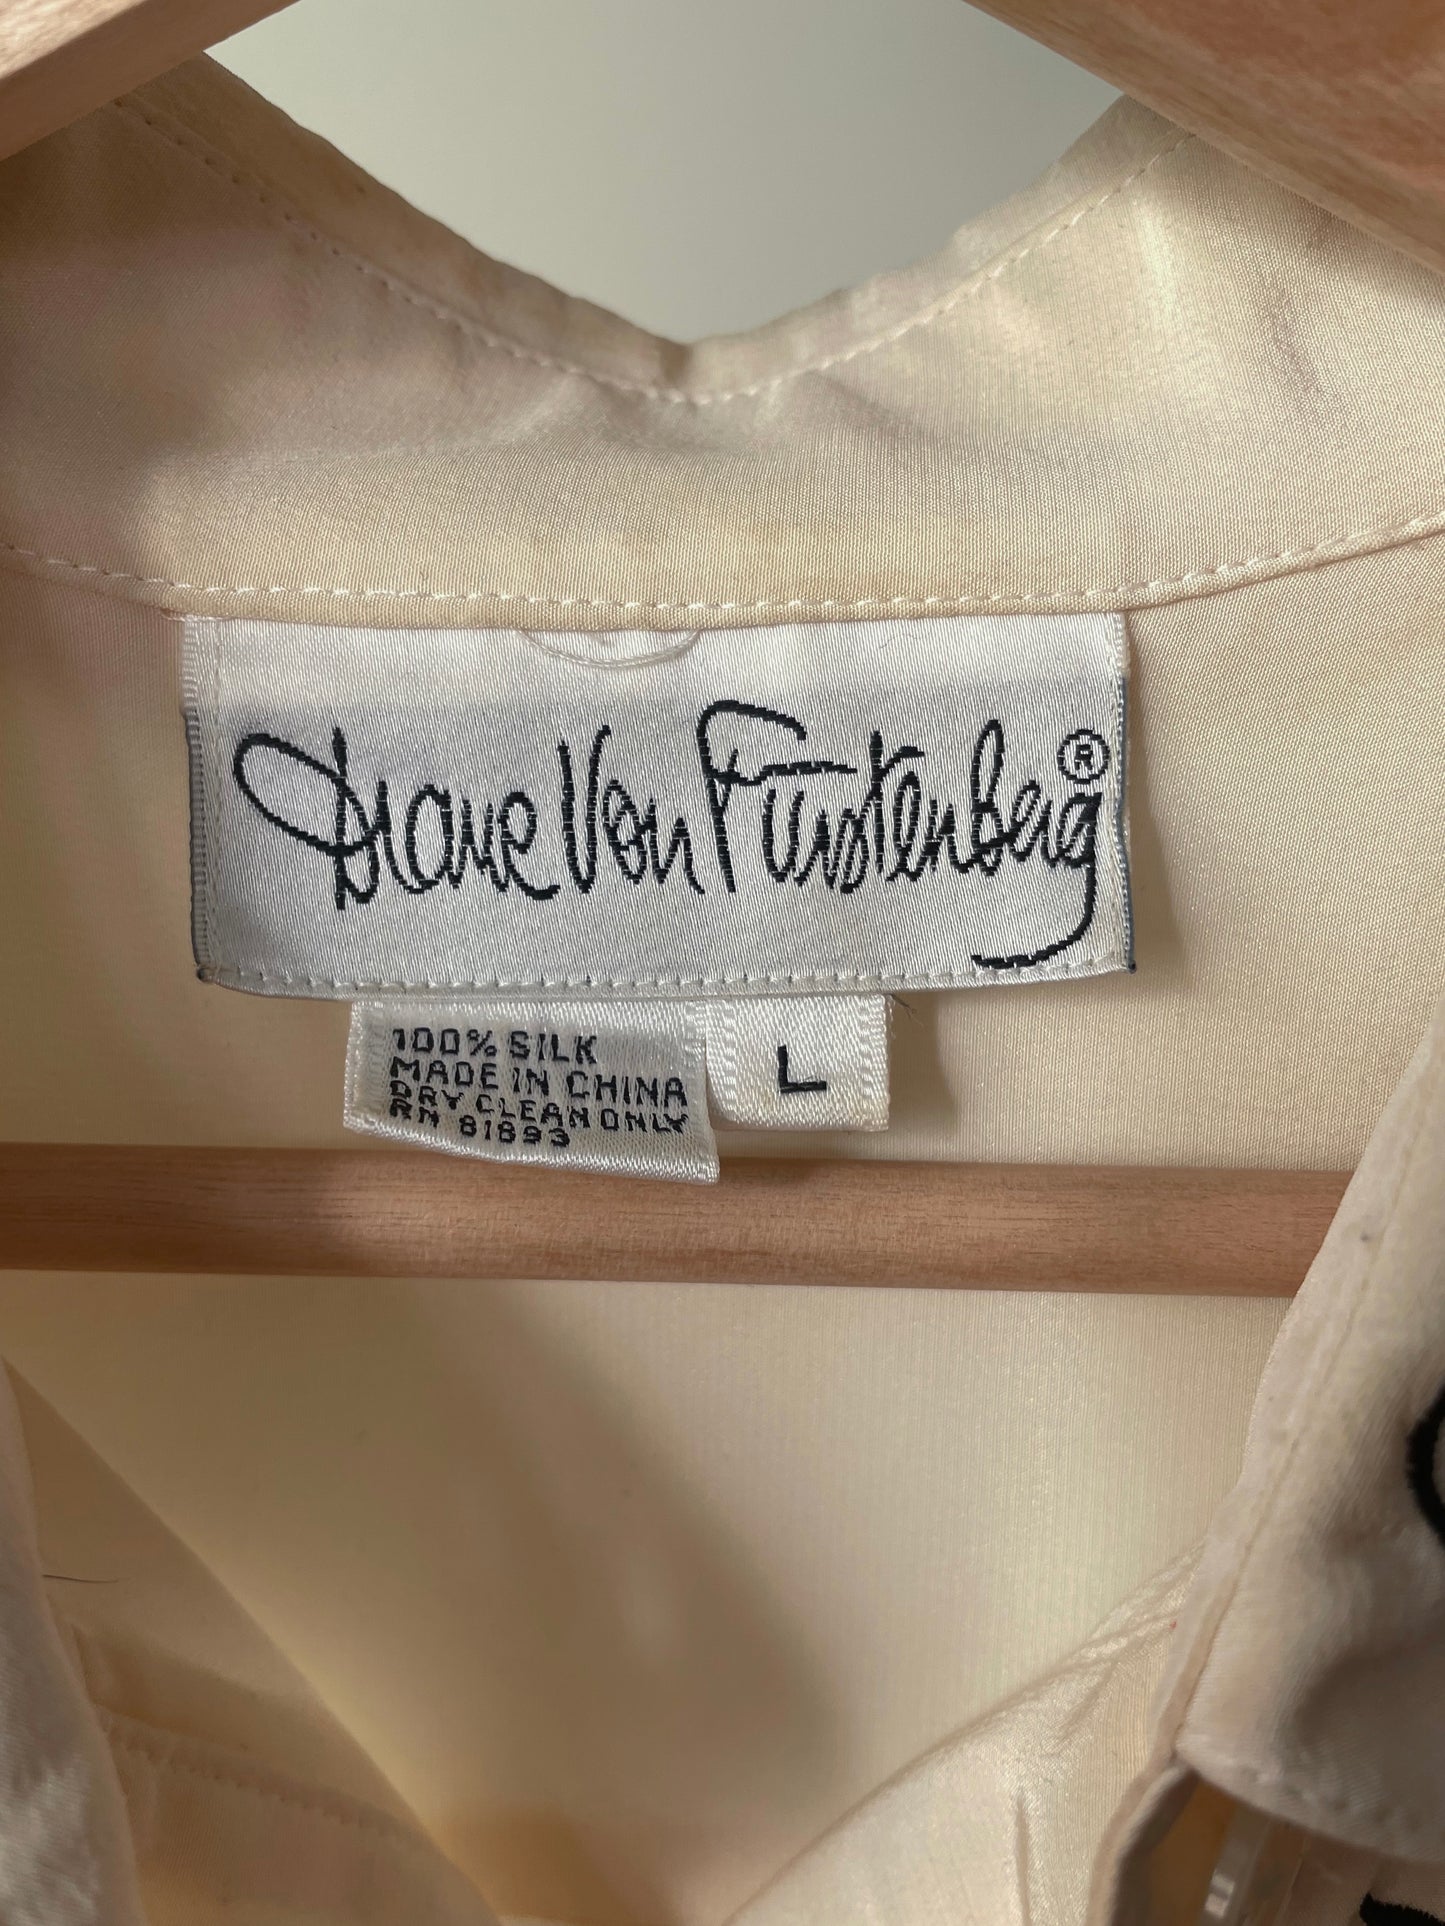 Diane Von Furstenberg®
100% SILK
MADE IN CHINA
DRY CLEAN ONLY
RN 81893
L